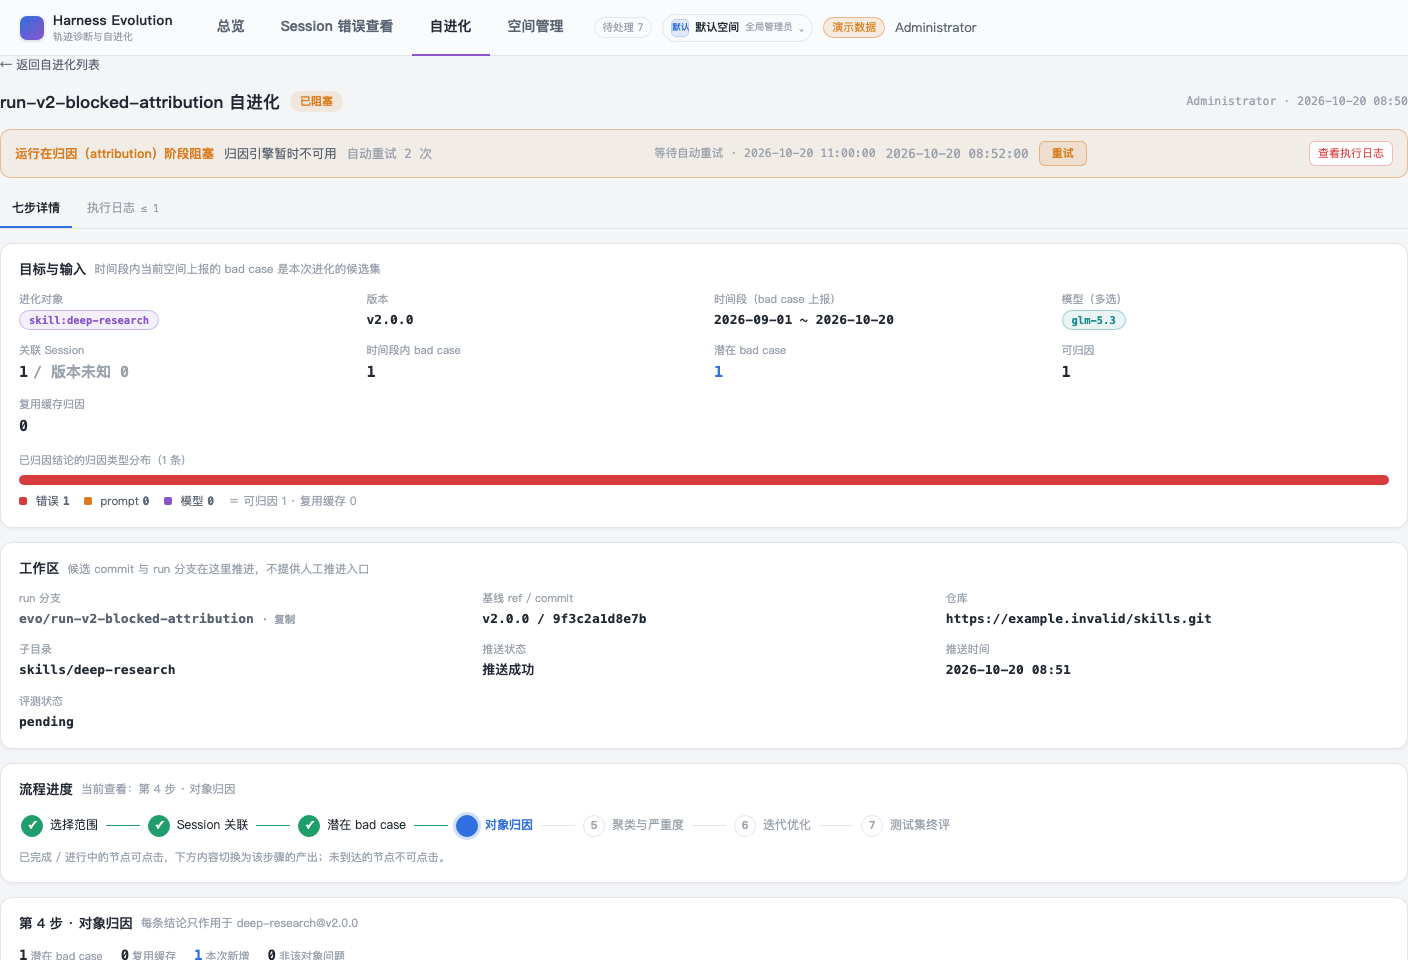 Harness Evolution
轨迹诊断与自进化
总览
Session 错误查看
自进化
空间管理
待处理 7
默认 默认空间 全局管理员
演示数据
Administrator
← 返回自进化列表
run-v2-blocked-attribution 自进化 已阻塞
Administrator · 2026-10-20 08:50
运行在归因（attribution）阶段阻塞 归因引擎暂时不可用 自动重试 2 次
等待自动重试 · 2026-10-20 11:00:00 2026-10-20 08:52:00 重试
查看执行日志
七步详情 执行日志 ≤ 1
目标与输入 时间段内当前空间上报的 bad case 是本次进化的候选集
进化对象 版本 时间段（bad case 上报） 模型（多选）
skill:deep-research v2.0.0 2026-09-01 ~ 2026-10-20 glm-5.3
关联 Session 时间段内 bad case 潜在 bad case 可归因
1 / 版本未知 0 1 1 1
复用缓存归因
0
已归因结论的归因类型分布（1 条）
错误 1 prompt 0 模型 0 = 可归因 1 · 复用缓存 0
工作区 候选 commit 与 run 分支在这里推进，不提供人工推进入口
run 分支 基线 ref / commit 仓库
evo/run-v2-blocked-attribution · 复制 v2.0.0 / 9f3c2a1d8e7b https://example.invalid/skills.git
子目录 推送状态 推送时间
skills/deep-research 推送成功 2026-10-20 08:51
评测状态
pending
流程进度 当前查看：第 4 步 · 对象归因
✓ 选择范围 ✓ Session 关联 ✓ 潜在 bad case 对象归因 5 聚类与严重度 6 迭代优化 7 测试集终评
已完成 / 进行中的节点可点击，下方内容切换为该步骤的产出；未到达的节点不可点击。
第 4 步 · 对象归因 每条结论只作用于 deep-research@v2.0.0
1 潜在 bad case 0 复用缓存 1 本次新增 0 非该对象问题